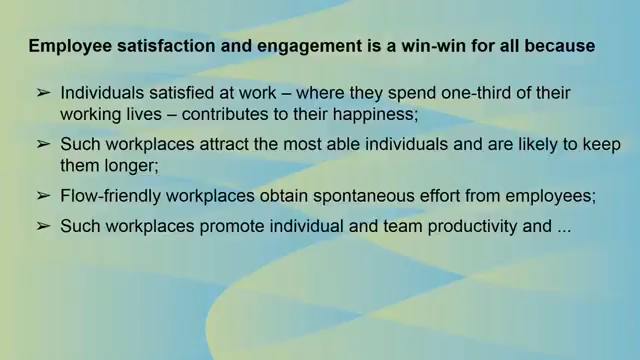 Employee satisfaction and engagement is a win-win for all because
➢ Individuals satisfied at work – where they spend one-third of their
working lives – contributes to their happiness;
➢ Such workplaces attract the most able individuals and are likely to keep
them longer;
➢ Flow-friendly workplaces obtain spontaneous effort from employees;
➢ Such workplaces promote individual and team productivity and ...